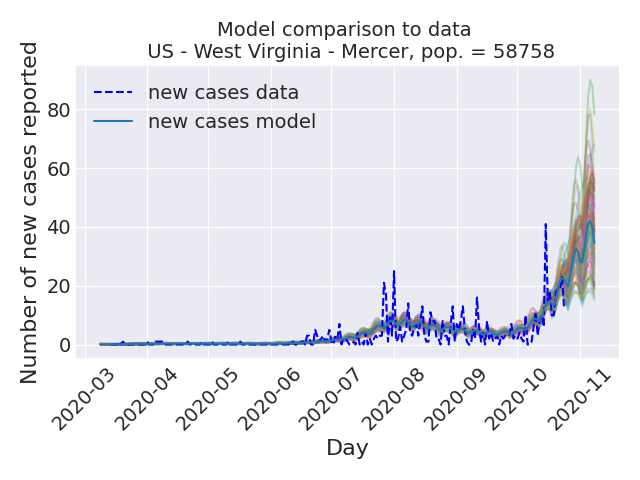 Model comparison to data
US - West Virginia - Mercer, pop. = 58758
new cases data
new cases model
Number of new cases reported
80
60
40
20
0
2020-03
2020-04
2020-05
2020-06
2020-07
2020-08
2020-09
2020-10
2020-11
Day